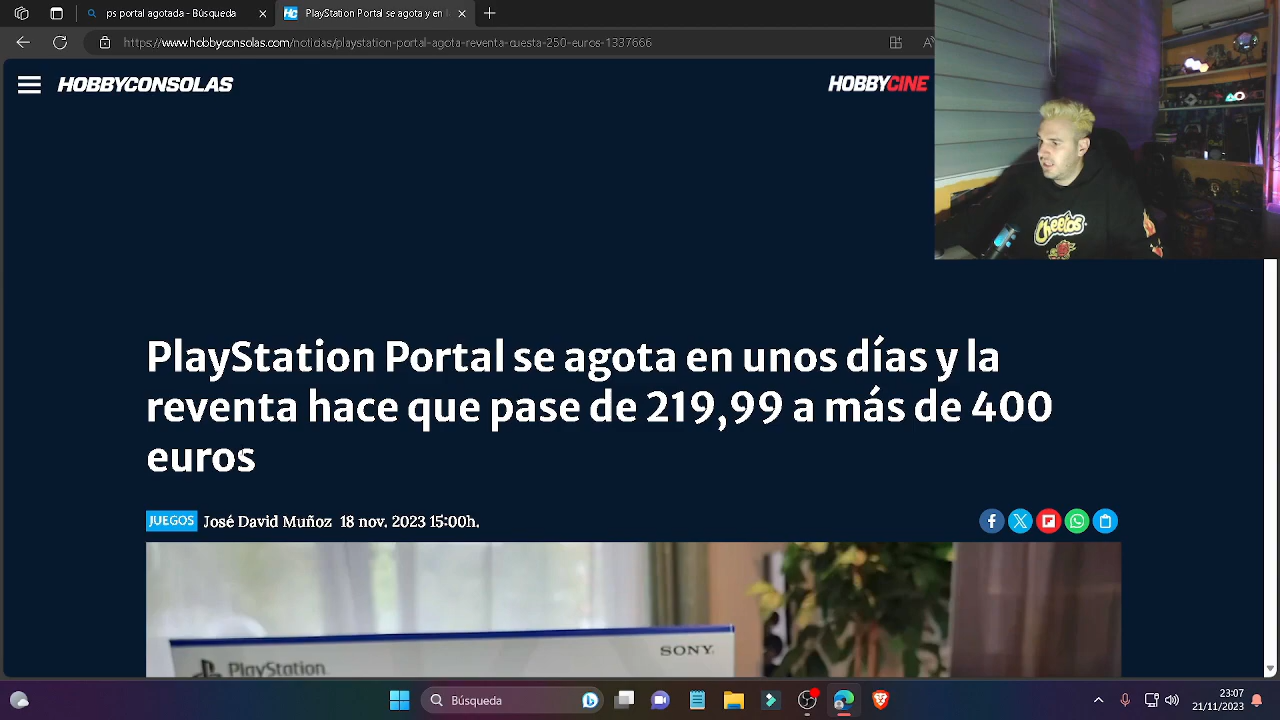 ps portal agotada - Búsqueda
PlayStation Portal se agota y en
https://www.hobbyconsolas.com/noticias/playstation-portal-agota-reventa-cuesta-250-euros-1337666
HOBBYCONSOLAS
HOBBYCINE
Cheetos
PlayStation Portal se agota en unos días y la
reventa hace que pase de 219,99 a más de 400
euros
JUEGOS José David Muñoz 18 nov. 2023 15:00h.
SONY
PlayStation
Búsqueda
23:07
21/11/2023